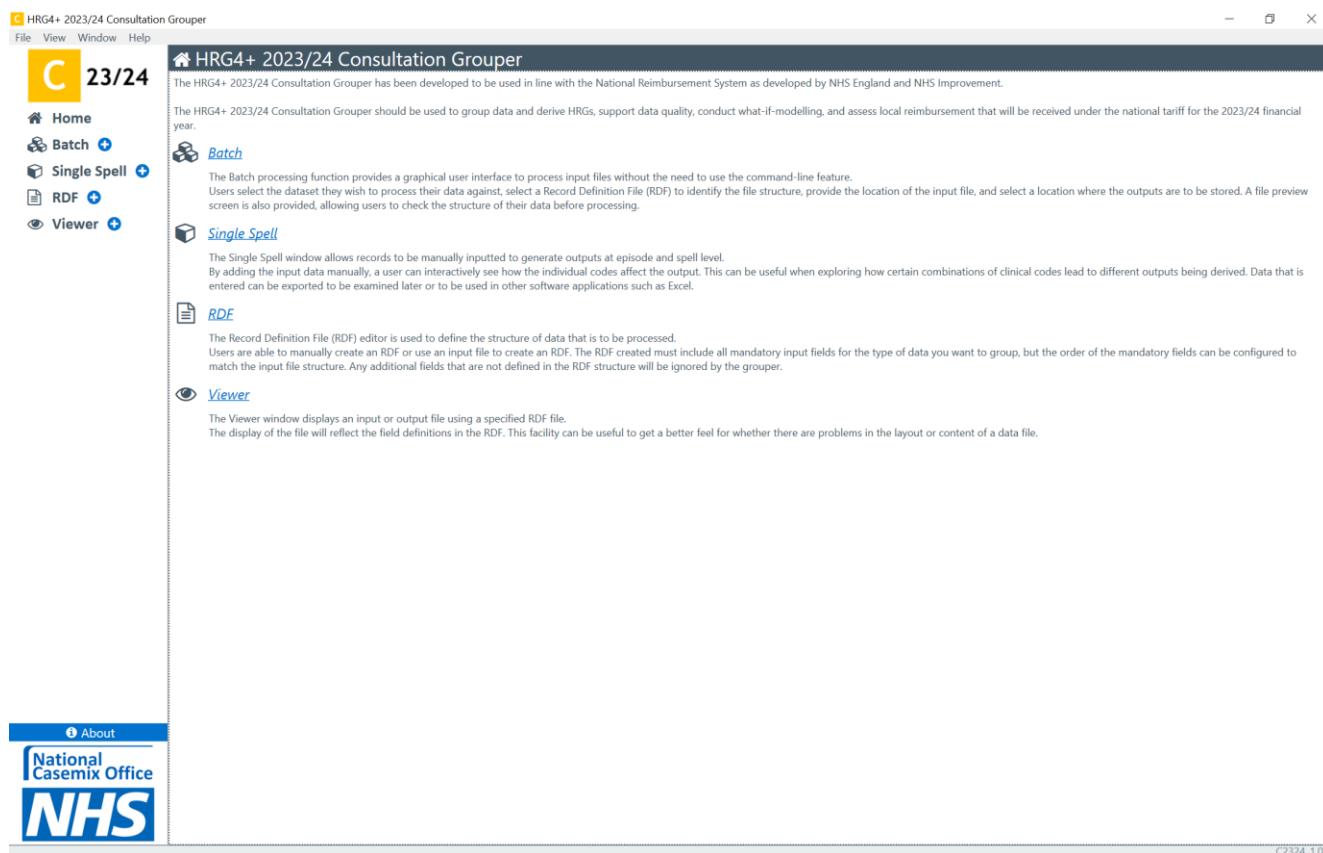 C HRG4+ 2023/24 Consultation Grouper
File View Window Help
C 23/24
Home
Batch
Single Spell
RDF
Viewer
HRG4+ 2023/24 Consultation Grouper
The HRG4+ 2023/24 Consultation Grouper has been developed to be used in line with the National Reimbursement System as developed by NHS England and NHS Improvement.
The HRG4+ 2023/24 Consultation Grouper should be used to group data and derive HRGs, support data quality, conduct what-if-modelling, and assess local reimbursement that will be received under the national tariff for the 2023/24 financial
year.
Batch
The Batch processing function provides a graphical user interface to process input files without the need to use the command-line feature.
Users select the dataset they wish to process their data against, select a Record Definition File (RDF) to identify the file structure, provide the location of the input file, and select a location where the outputs are to be stored. A file preview
screen is also provided, allowing users to check the structure of their data before processing.
Single Spell
The Single Spell window allows records to be manually inputted to generate outputs at episode and spell level.
By adding the input data manually, a user can interactively see how the individual codes affect the output. This can be useful when exploring how certain combinations of clinical codes lead to different outputs being derived. Data that is
entered can be exported to be examined later or to be used in other software applications such as Excel.
RDF
The Record Definition File (RDF) editor is used to define the structure of data that is to be processed.
Users are able to manually create an RDF or use an input file to create an RDF. The RDF created must include all mandatory input fields for the type of data you want to group, but the order of the mandatory fields can be configured to
match the input file structure. Any additional fields that are not defined in the RDF structure will be ignored by the grouper.
Viewer
The Viewer window displays an input or output file using a specified RDF file.
The display of the file will reflect the field definitions in the RDF. This facility can be useful to get a better feel for whether there are problems in the layout or content of a data file.
About
National
Casemix Office
NHS
C2324_1.0